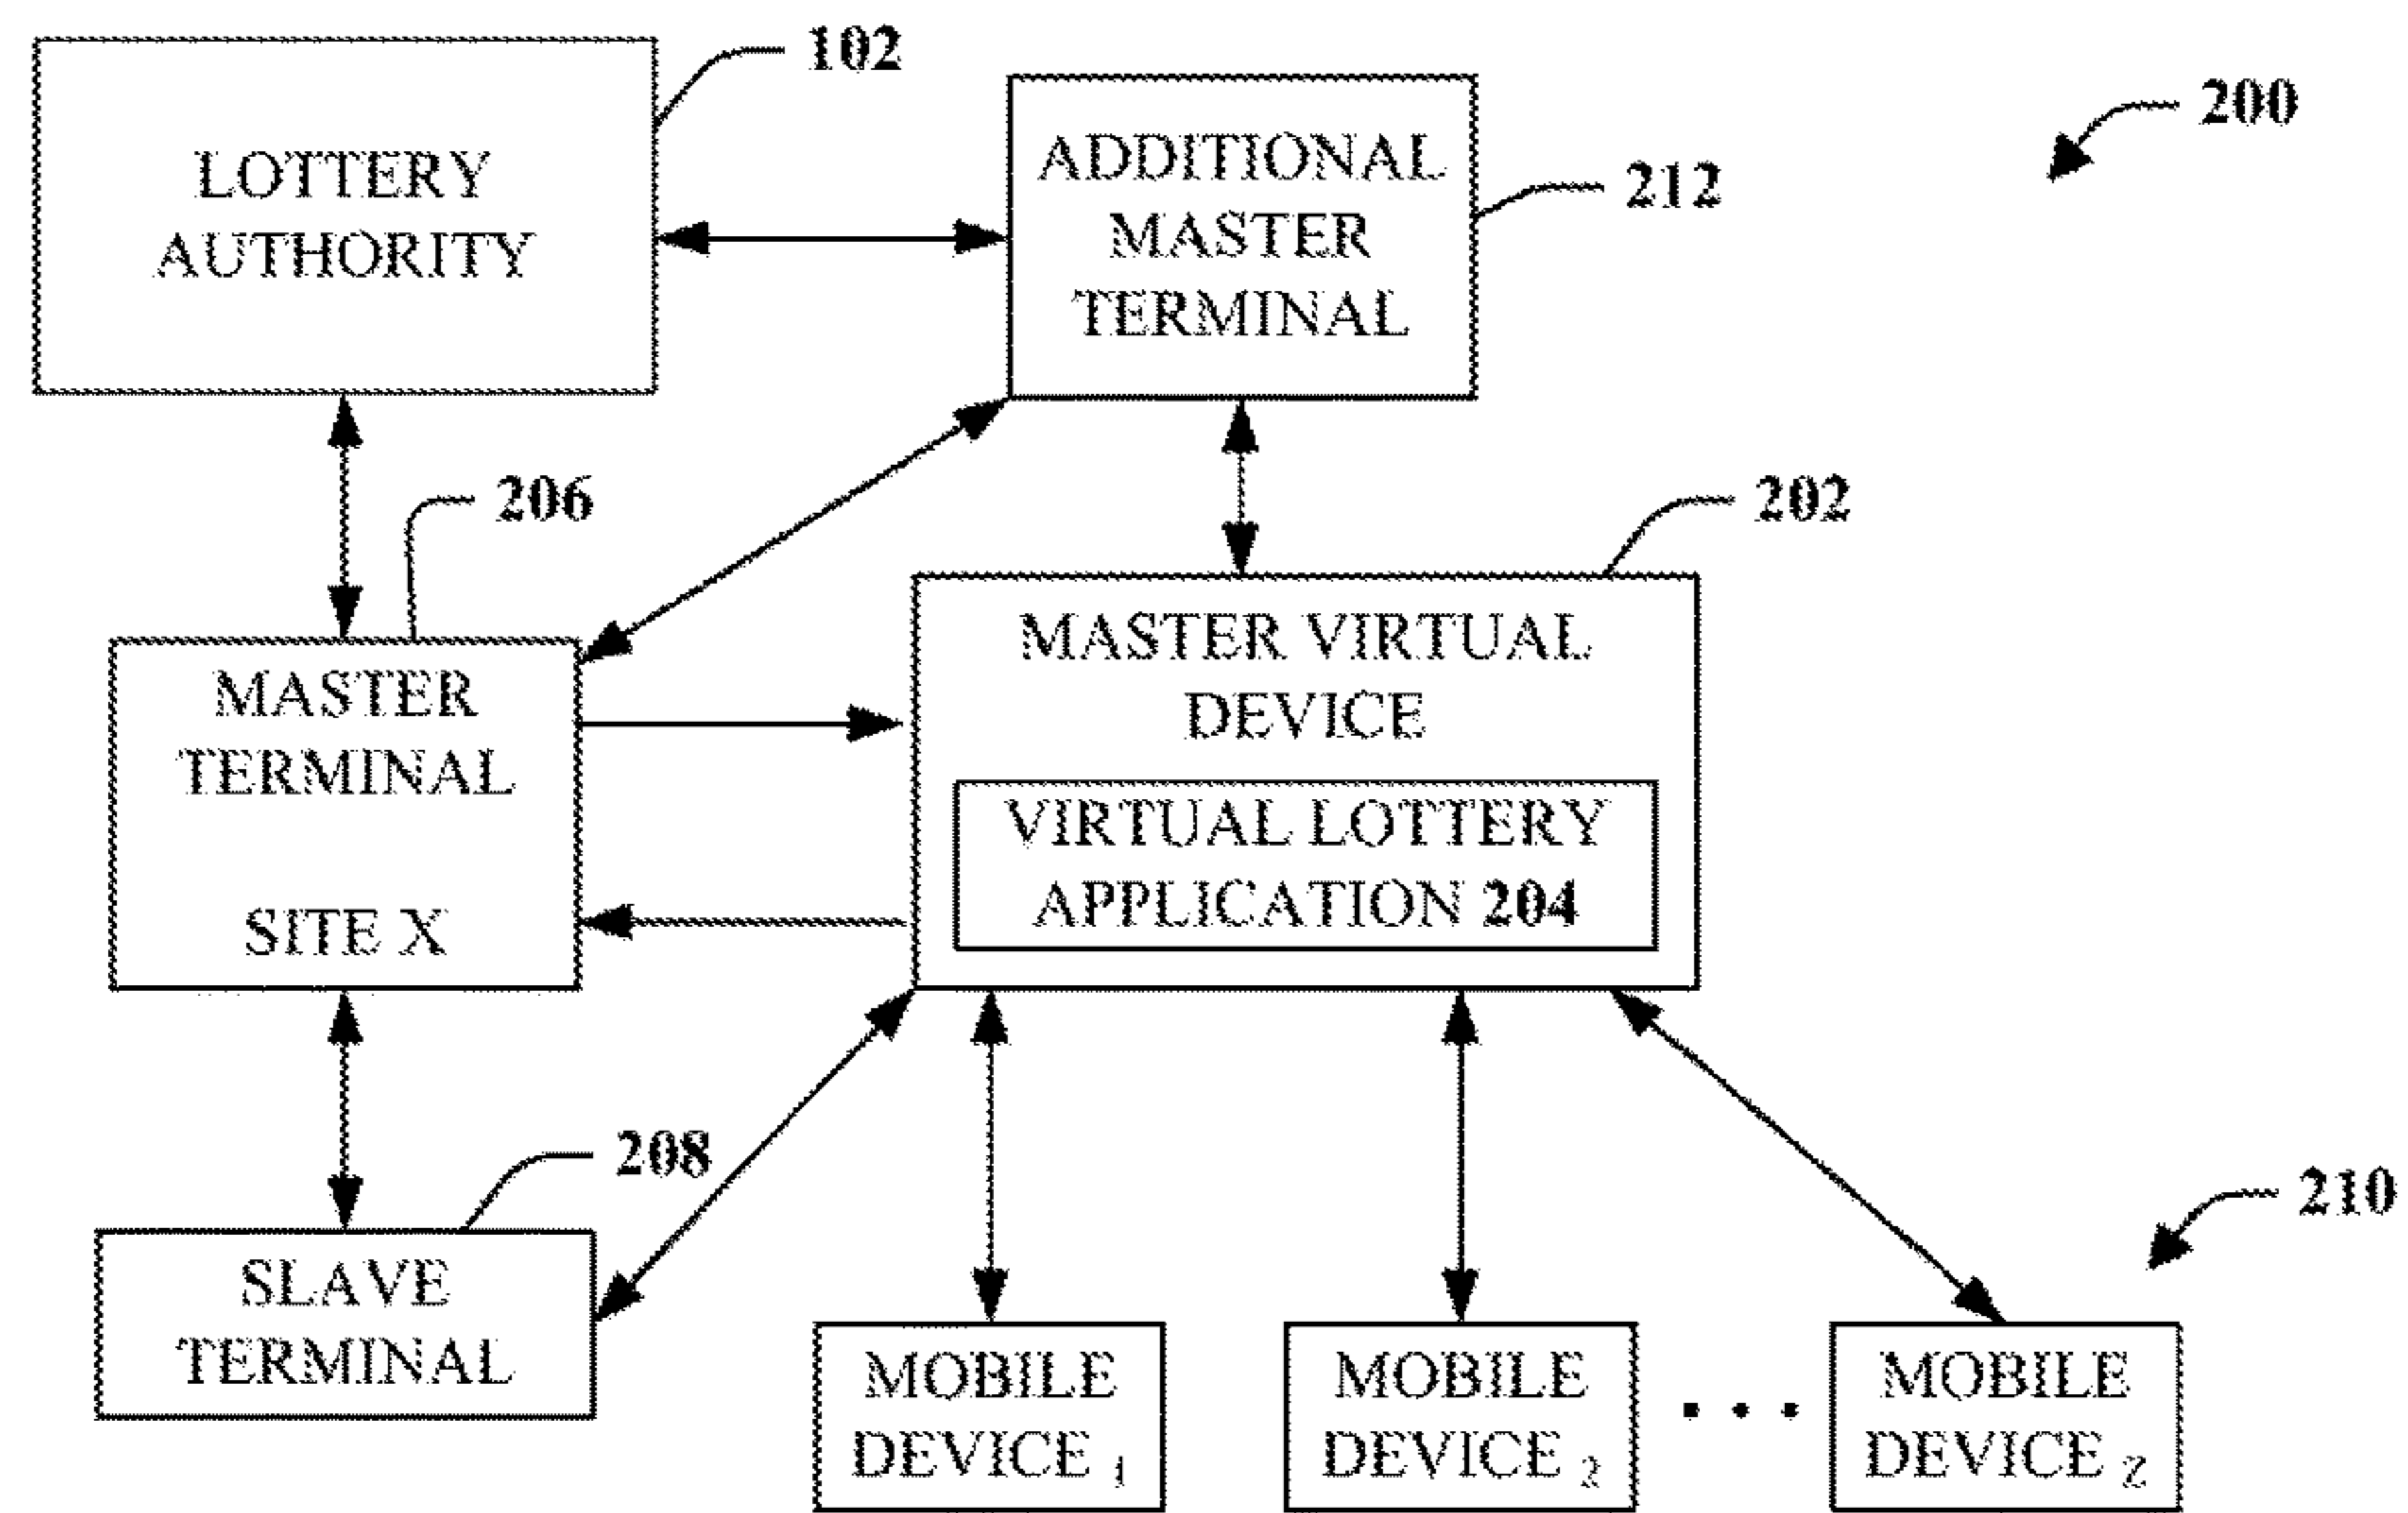 102
LOTTERY
AUTHORITY
ADDITIONAL
MASTER
TERMINAL
212
200
206
MASTER
TERMINAL
SITE X
202
MASTER VIRTUAL
DEVICE
VIRTUAL LOTTERY
APPLICATION 204
208
SLAVE
TERMINAL
210
MOBILE
DEVICE 1
MOBILE
DEVICE 2
• • •
MOBILE
DEVICE Z